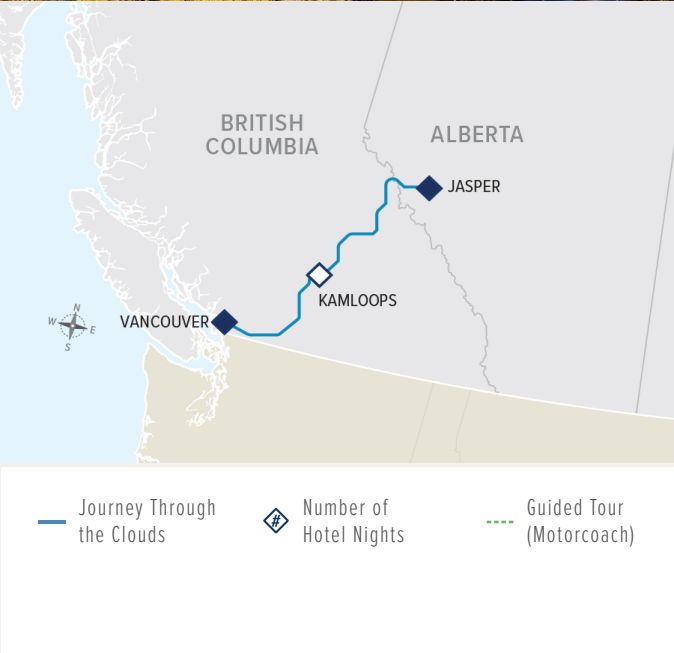 BRITISH
COLUMBIA
ALBERTA
JASPER
KAMLOOPS
VANCOUVER
N
W
E
S
Journey Through
the Clouds
#
Number of
Hotel Nights
Guided Tour
(Motorcoach)